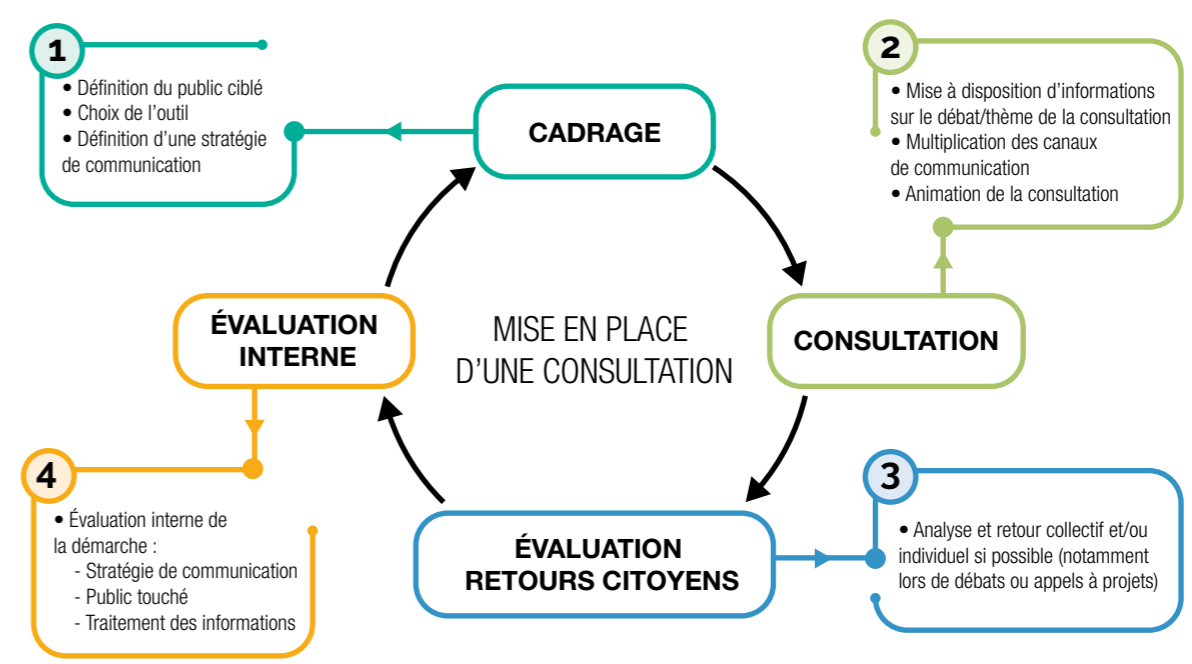 1
• Définition du public ciblé
• Choix de l’outil
• Définition d’une stratégie
de communication
CADRAGE
2
• Mise à disposition d’informations
sur le débat/thème de la consultation
• Multiplication des canaux
de communication
• Animation de la consultation
ÉVALUATION
INTERNE
MISE EN PLACE
D’UNE CONSULTATION
CONSULTATION
4
• Évaluation interne de
la démarche :
- Stratégie de communication
- Public touché
- Traitement des informations
ÉVALUATION
RETOURS CITOYENS
3
• Analyse et retour collectif et/ou
individuel si possible (notamment
lors de débats ou appels à projets)